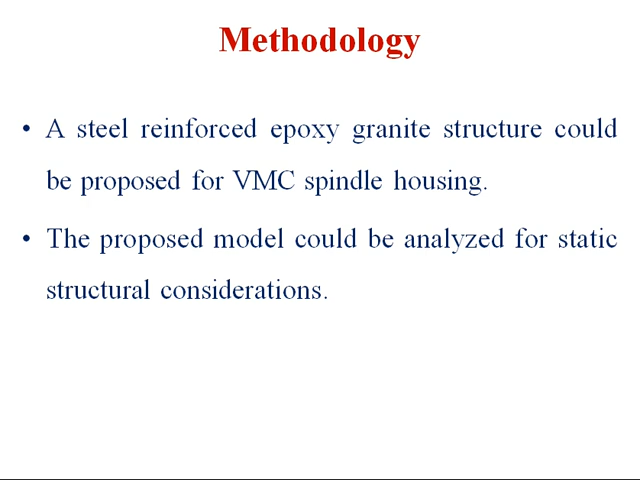 Methodology
• A steel reinforced epoxy granite structure could
be proposed for VMC spindle housing.
• The proposed model could be analyzed for static
structural considerations.